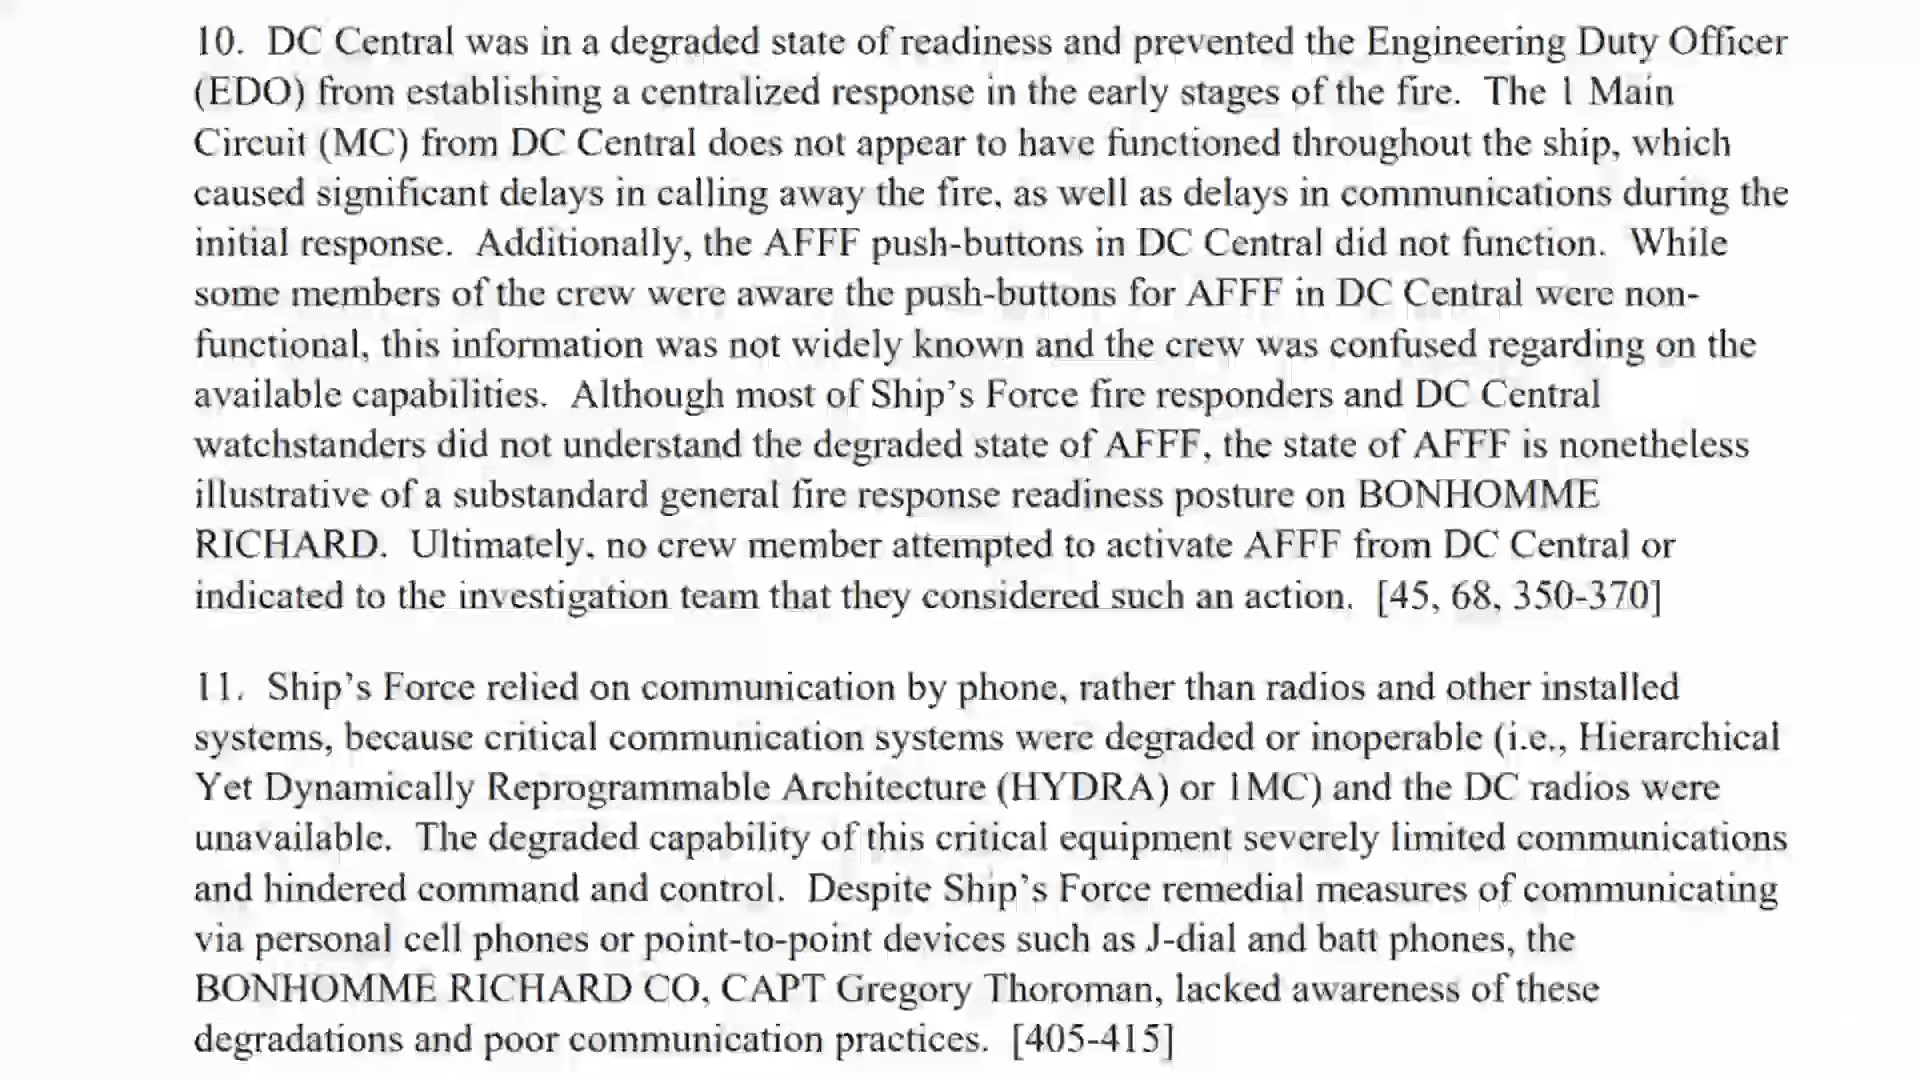 10.  DC Central was in a degraded state of readiness and prevented the Engineering Duty Officer
(EDO) from establishing a centralized response in the early stages of the fire.  The 1 Main
Circuit (MC) from DC Central does not appear to have functioned throughout the ship, which
caused significant delays in calling away the fire, as well as delays in communications during the
initial response.  Additionally, the AFFF push-buttons in DC Central did not function.  While
some members of the crew were aware the push-buttons for AFFF in DC Central were non-
functional, this information was not widely known and the crew was confused regarding on the
available capabilities.  Although most of Ship's Force fire responders and DC Central
watchstanders did not understand the degraded state of AFFF, the state of AFFF is nonetheless
illustrative of a substandard general fire response readiness posture on BONHOMME
RICHARD.  Ultimately, no crew member attempted to activate AFFF from DC Central or
indicated to the investigation team that they considered such an action.  [45, 68, 350-370]
11.  Ship's Force relied on communication by phone, rather than radios and other installed
systems, because critical communication systems were degraded or inoperable (i.e., Hierarchical
Yet Dynamically Reprogrammable Architecture (HYDRA) or 1MC) and the DC radios were
unavailable.  The degraded capability of this critical equipment severely limited communications
and hindered command and control.  Despite Ship's Force remedial measures of communicating
via personal cell phones or point-to-point devices such as J-dial and batt phones, the
BONHOMME RICHARD CO, CAPT Gregory Thoroman, lacked awareness of these
degradations and poor communication practices.  [405-415]